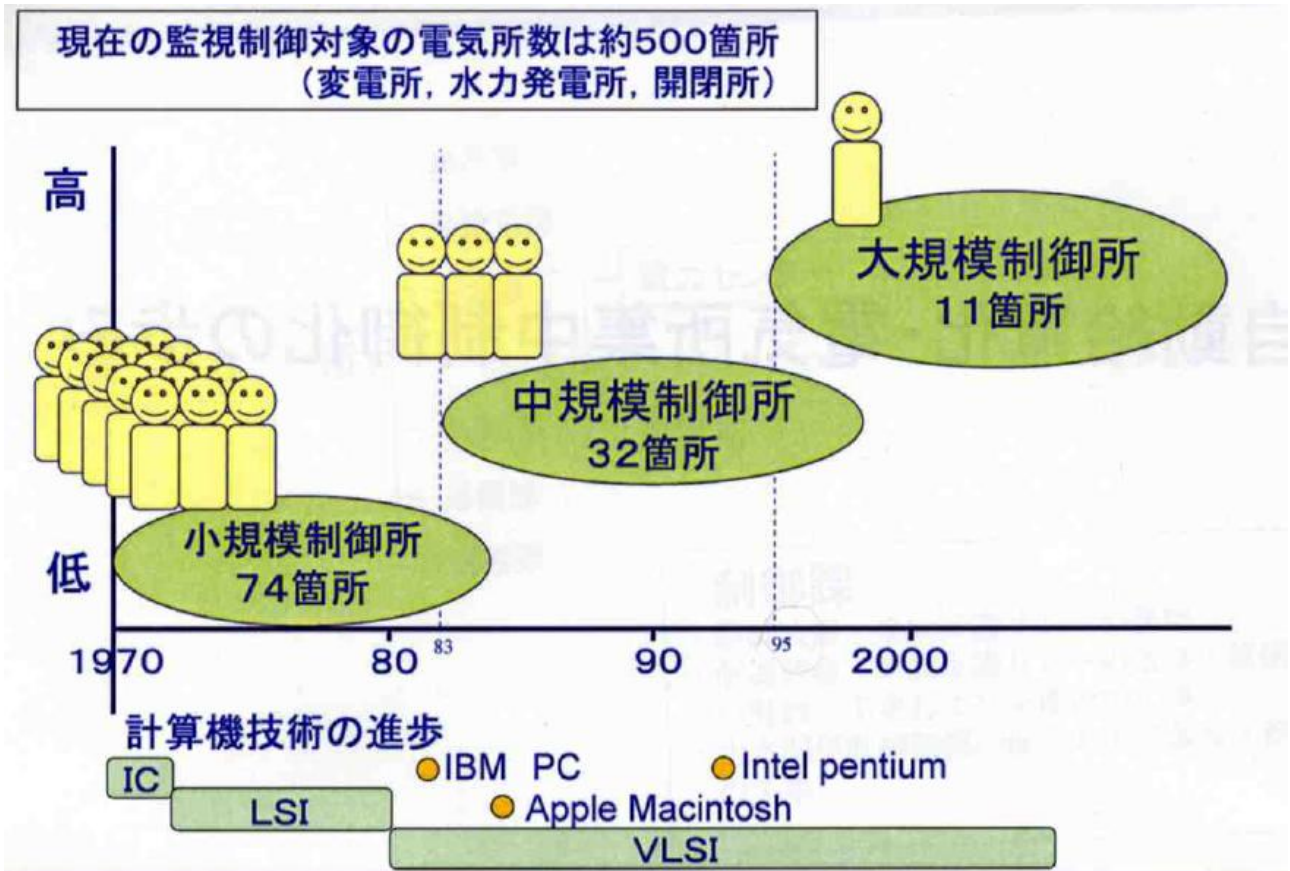 現在の監視制御対象の電気所数は約500箇所
(変電所, 水力発電所, 開閉所)
高
大規模制御所
11箇所
中規模制御所
32箇所
低
小規模制御所
74箇所
1970
80
83
90
95
2000
計算機技術の進歩
IC
IBM PC
Intel pentium
LSI
Apple Macintosh
VLSI